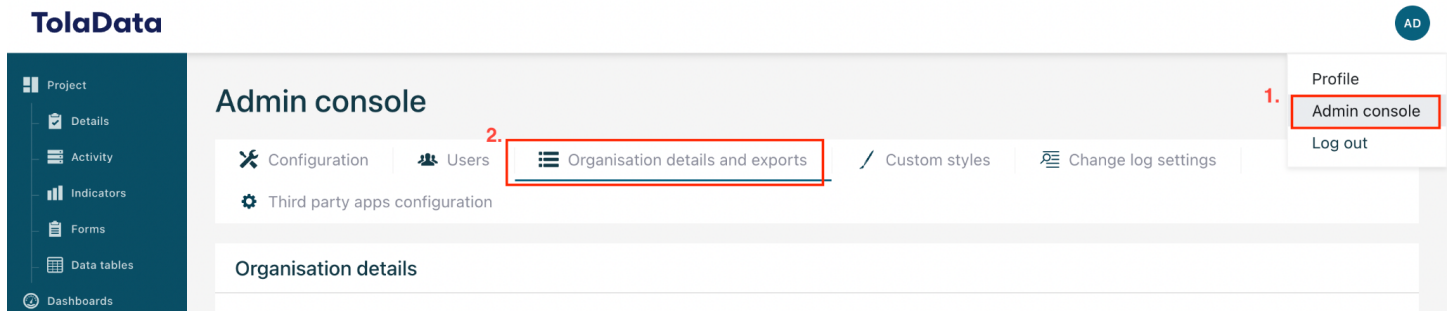 TolaData
AD
Project
Details
Activity
Indicators
Forms
Data tables
Dashboards
Admin console
2.
Configuration
Users
Organisation details and exports
Custom styles
Change log settings
Third party apps configuration
Organisation details
1.
Profile
Admin console
Log out